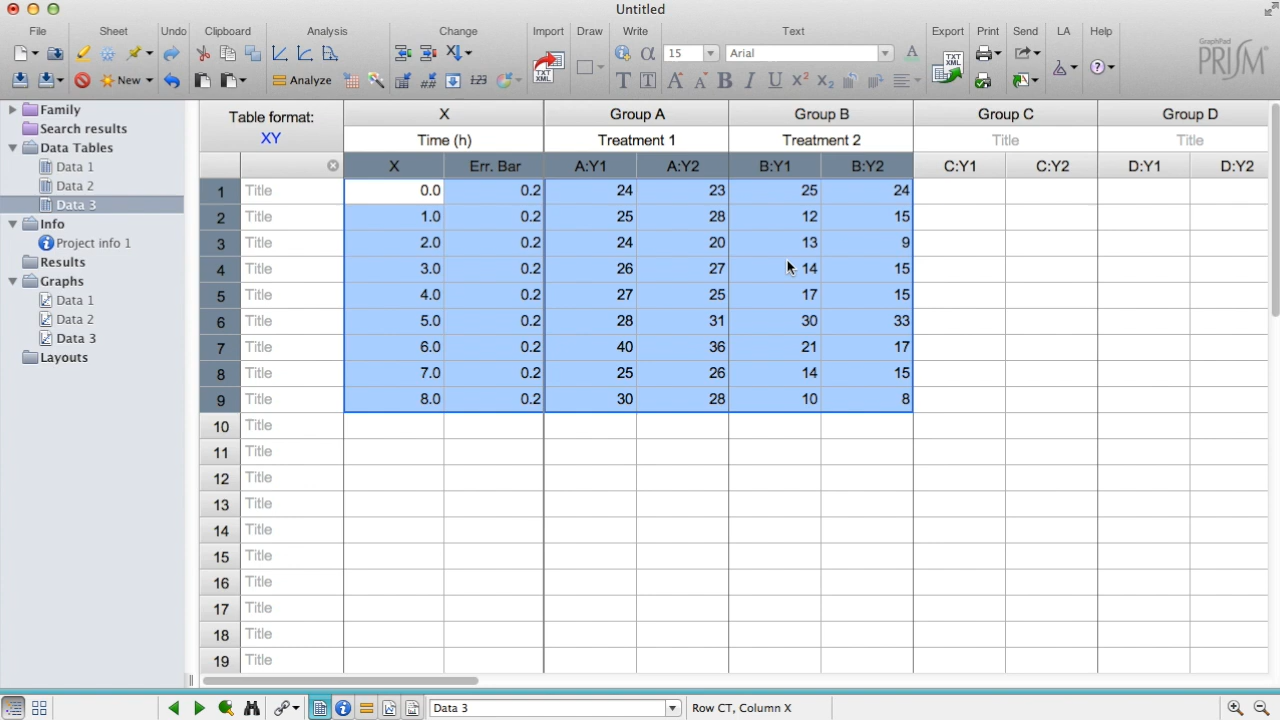 Untitled
File Sheet Undo Clipboard Analysis Change Import Draw Write Text Export Print Send LA Help
15 Arial
GraphPad
PRISM
New Analyze
Family
Search results
Data Tables
Data 1
Data 2
Data 3
Info
Project info 1
Results
Graphs
Data 1
Data 2
Data 3
Layouts
Table format: X Group A Group B Group C Group D
XY Time (h) Treatment 1 Treatment 2 Title Title
X Err. Bar A:Y1 A:Y2 B:Y1 B:Y2 C:Y1 C:Y2 D:Y1 D:Y2
1 Title 0.0 0.2 24 23 25 24
2 Title 1.0 0.2 25 28 12 15
3 Title 2.0 0.2 24 20 13 9
4 Title 3.0 0.2 26 27 14 15
5 Title 4.0 0.2 27 25 17 15
6 Title 5.0 0.2 28 31 30 33
7 Title 6.0 0.2 40 36 21 17
8 Title 7.0 0.2 25 26 14 15
9 Title 8.0 0.2 30 28 10 8
10 Title
11 Title
12 Title
13 Title
14 Title
15 Title
16 Title
17 Title
18 Title
19 Title
Data 3 Row CT, Column X